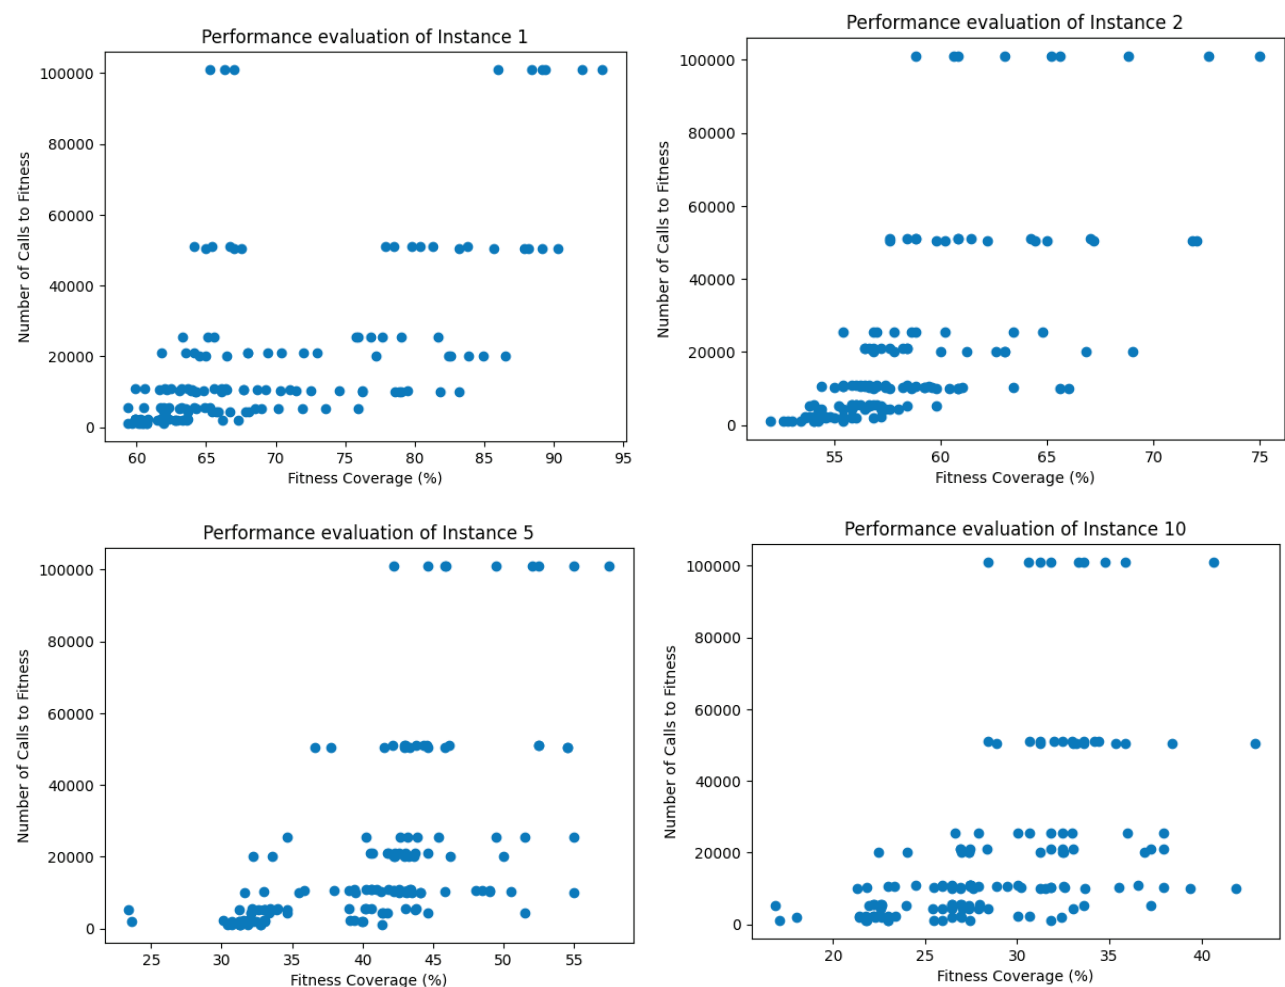 Performance evaluation of Instance 1
Number of Calls to Fitness
100000
80000
60000
40000
20000
0
60 65 70 75 80 85 90 95
Fitness Coverage (%)
Performance evaluation of Instance 2
Number of Calls to Fitness
100000
80000
60000
40000
20000
0
55 60 65 70 75
Fitness Coverage (%)
Performance evaluation of Instance 5
Number of Calls to Fitness
100000
80000
60000
40000
20000
0
25 30 35 40 45 50 55
Fitness Coverage (%)
Performance evaluation of Instance 10
Number of Calls to Fitness
100000
80000
60000
40000
20000
0
20 25 30 35 40
Fitness Coverage (%)